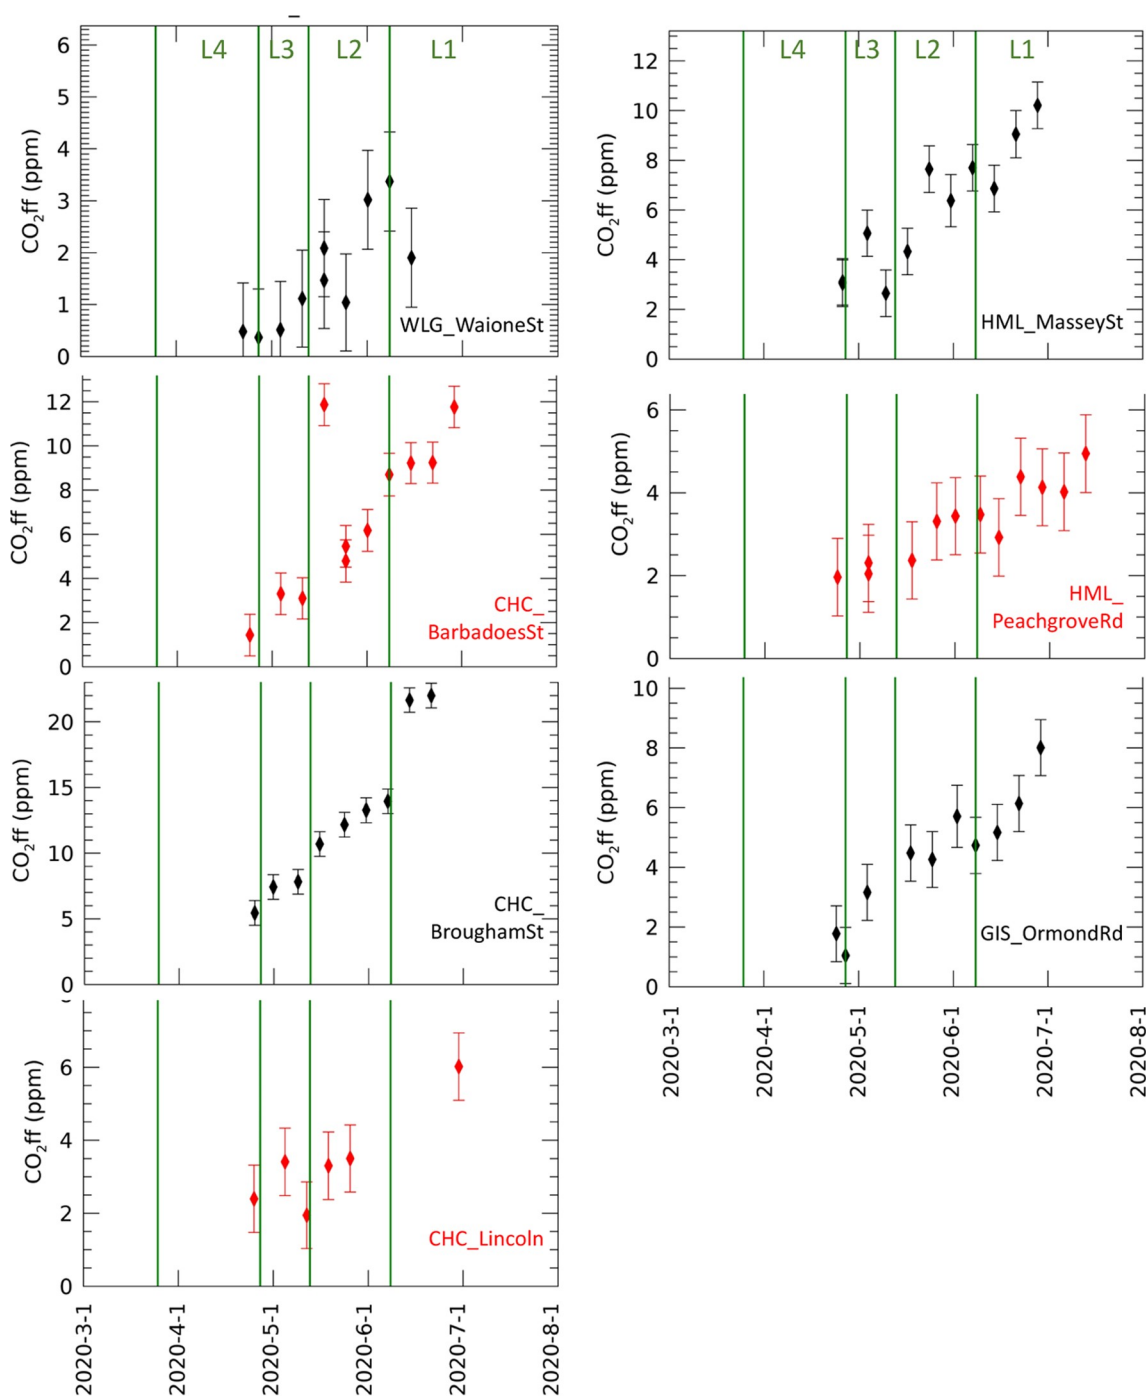 L4 L3 L2 L1
6
5
4
3
2
1
0
CO₂ff (ppm)
WLG_WaioneSt
12
10
8
6
4
2
0
CO₂ff (ppm)
CHC_
BarbadoesSt
20
15
10
5
0
CO₂ff (ppm)
CHC_
BroughamSt
6
4
2
0
CO₂ff (ppm)
CHC_Lincoln
2020-3-1
2020-4-1
2020-5-1
2020-6-1
2020-7-1
2020-8-1
L4 L3 L2 L1
12
10
8
6
4
2
0
CO₂ff (ppm)
HML_MasseySt
6
4
2
0
CO₂ff (ppm)
HML_
PeachgroveRd
10
8
6
4
2
0
CO₂ff (ppm)
GIS_OrmondRd
2020-3-1
2020-4-1
2020-5-1
2020-6-1
2020-7-1
2020-8-1